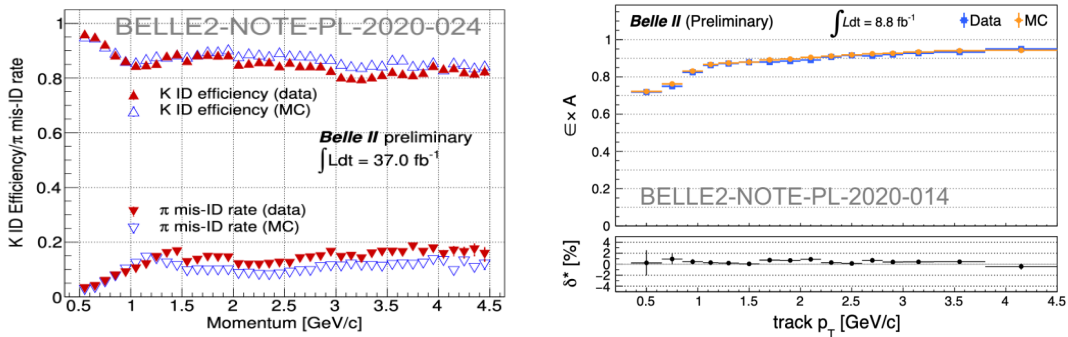 BELLE2-NOTE-PL-2020-024
K ID Efficiency/π mis-ID rate
1
0.8
0.6
0.4
0.2
0
K ID efficiency (data)
K ID efficiency (MC)
Belle II preliminary
∫Ldt = 37.0 fb⁻¹
π mis-ID rate (data)
π mis-ID rate (MC)
0.5 1 1.5 2 2.5 3 3.5 4 4.5
Momentum [GeV/c]
Belle II (Preliminary)
∫ Ldt = 8.8 fb⁻¹
Data MC
∈ × A
1
0.9
0.8
0.7
0.6
0.5
0.4
0.3
0.2
0.1
0
BELLE2-NOTE-PL-2020-014
δ* [%]
4
2
0
−2
−4
0.5 1 1.5 2 2.5 3 3.5 4 4.5
track p_T [GeV/c]